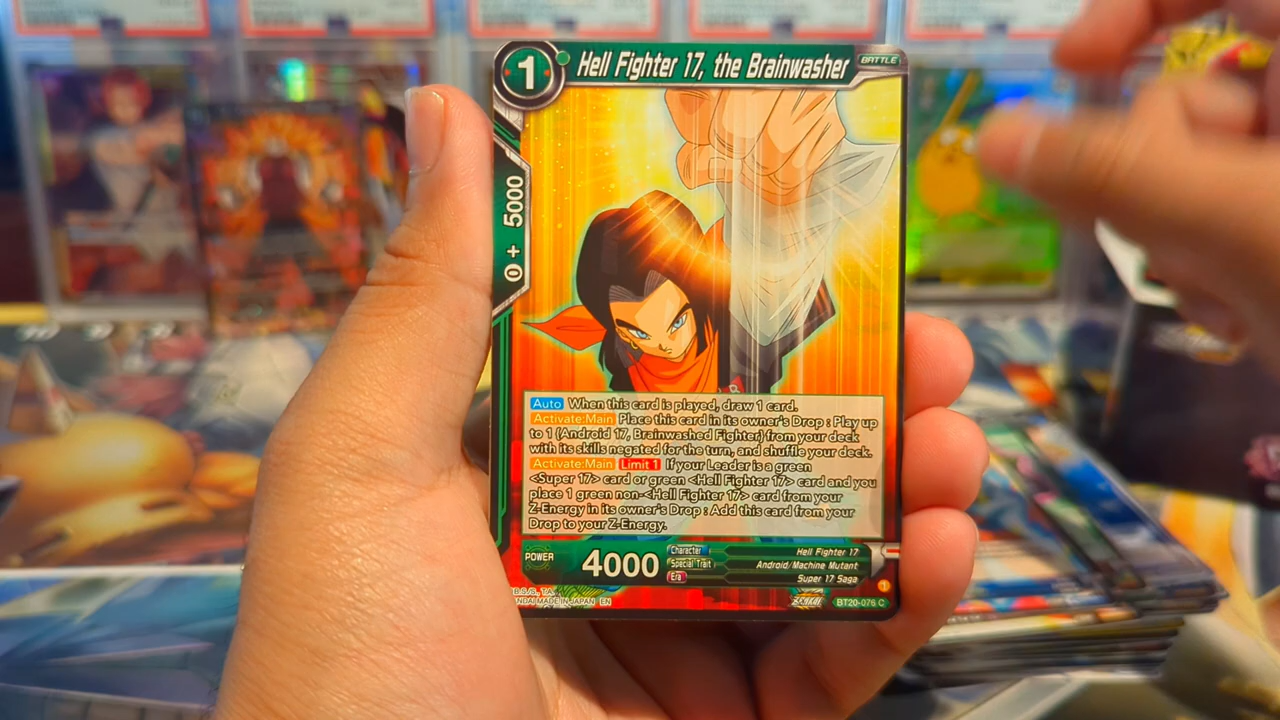 1
Hell Fighter 17, the Brainwasher
BATTLE
0 + 5000
Auto When this card is played, draw 1 card.
Activate:Main Place this card in its owner's Drop : Play up
to 1 {Android 17, Brainwashed Fighter} from your deck
with its skills negated for the turn, and shuffle your deck.
Activate:Main Limit 1 If your Leader is a green
<Super 17> card or green <Hell Fighter 17> card and you
place 1 green non-<Hell Fighter 17> card from your
Z-Energy in its owner's Drop : Add this card from your
Drop to your Z-Energy.
POWER
4000
Character Hell Fighter 17
Special Trait Android/Machine Mutant
Era Super 17 Saga
B.S./S., T.A.
ANDAI MADE IN JAPAN EN
1
BT20-076 C